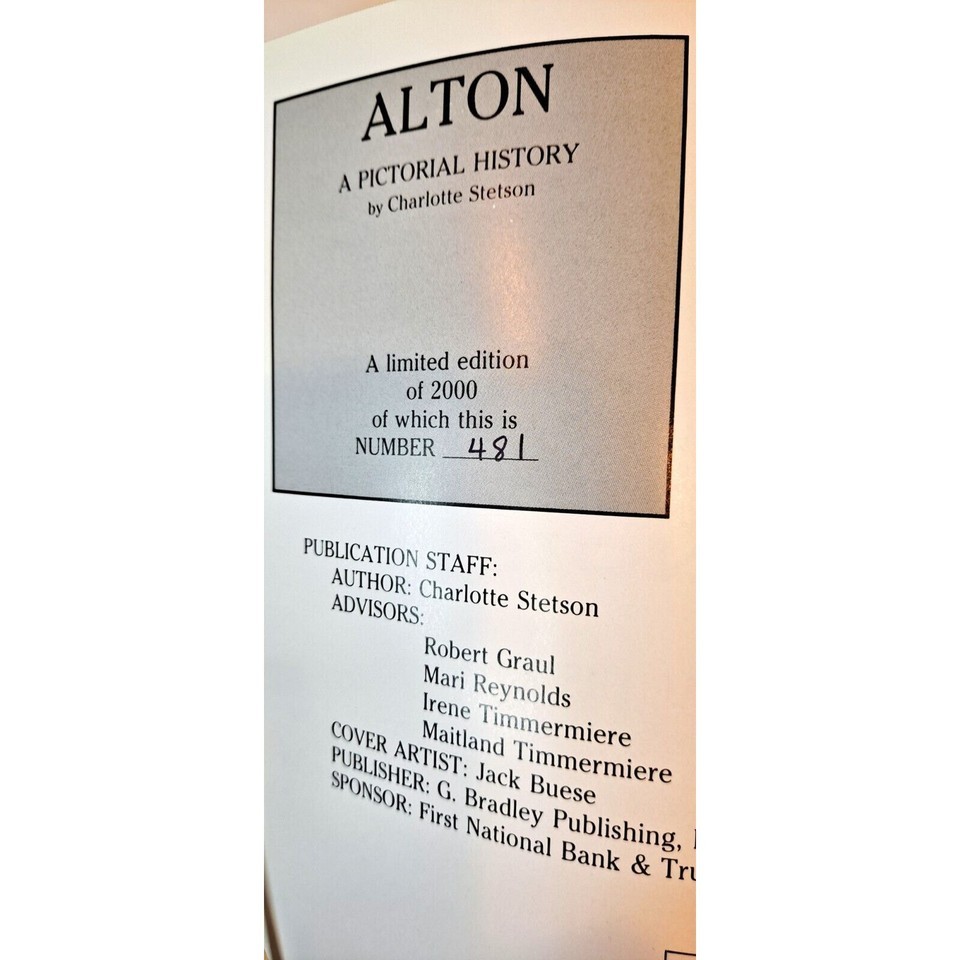 ALTON
A PICTORIAL HISTORY
by Charlotte Stetson
A limited edition
of 2000
of which this is
NUMBER 481
PUBLICATION STAFF:
AUTHOR: Charlotte Stetson
ADVISORS:
Robert Graul
Mari Reynolds
Irene Timmermiere
Maitland Timmermiere
COVER ARTIST: Jack Buese
PUBLISHER: G. Bradley Publishing,
SPONSOR: First National Bank &